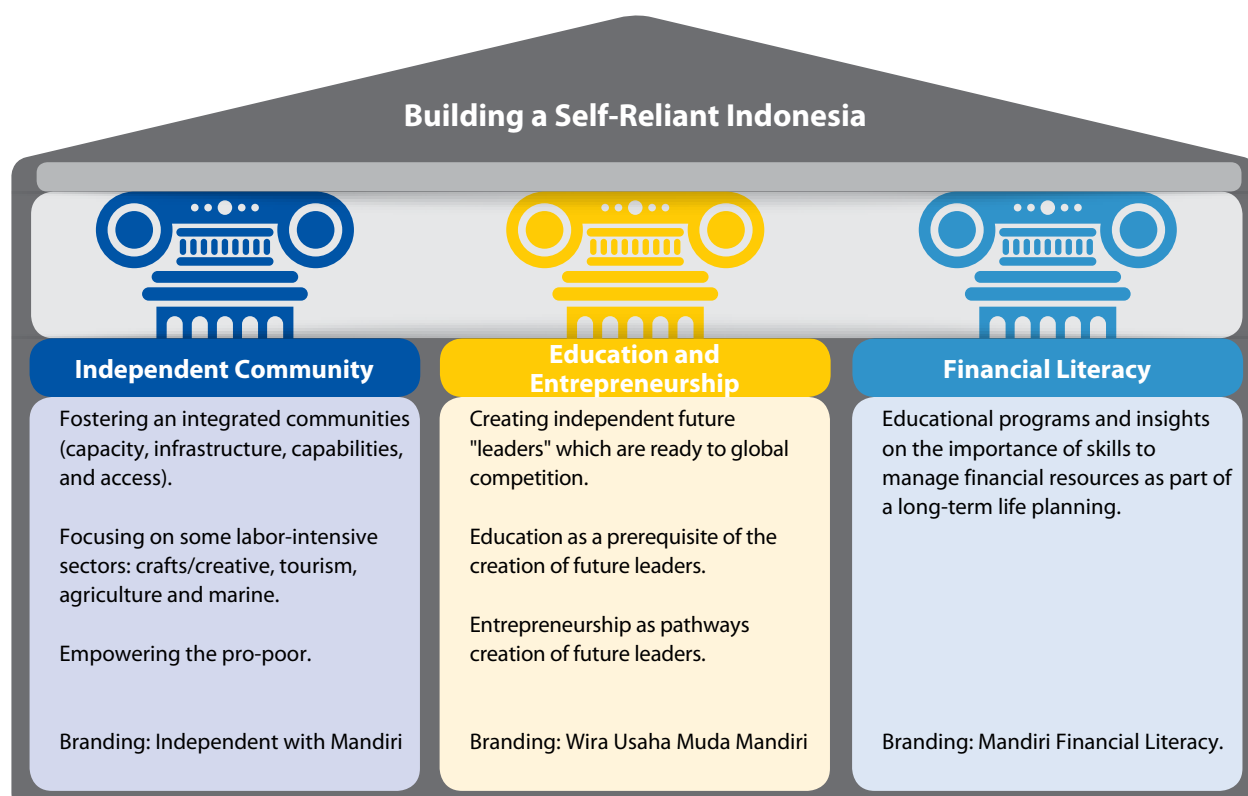 Building a Self-Reliant Indonesia
Independent Community
Fostering an integrated communities
(capacity, infrastructure, capabilities,
and access).
Focusing on some labor-intensive
sectors: crafts/creative, tourism,
agriculture and marine.
Empowering the pro-poor.
Branding: Independent with Mandiri
Education and
Entrepreneurship
Creating independent future
"leaders" which are ready to global
competition.
Education as a prerequisite of the
creation of future leaders.
Entrepreneurship as pathways
creation of future leaders.
Branding: Wira Usaha Muda Mandiri
Financial Literacy
Educational programs and insights
on the importance of skills to
manage financial resources as part of
a long-term life planning.
Branding: Mandiri Financial Literacy.